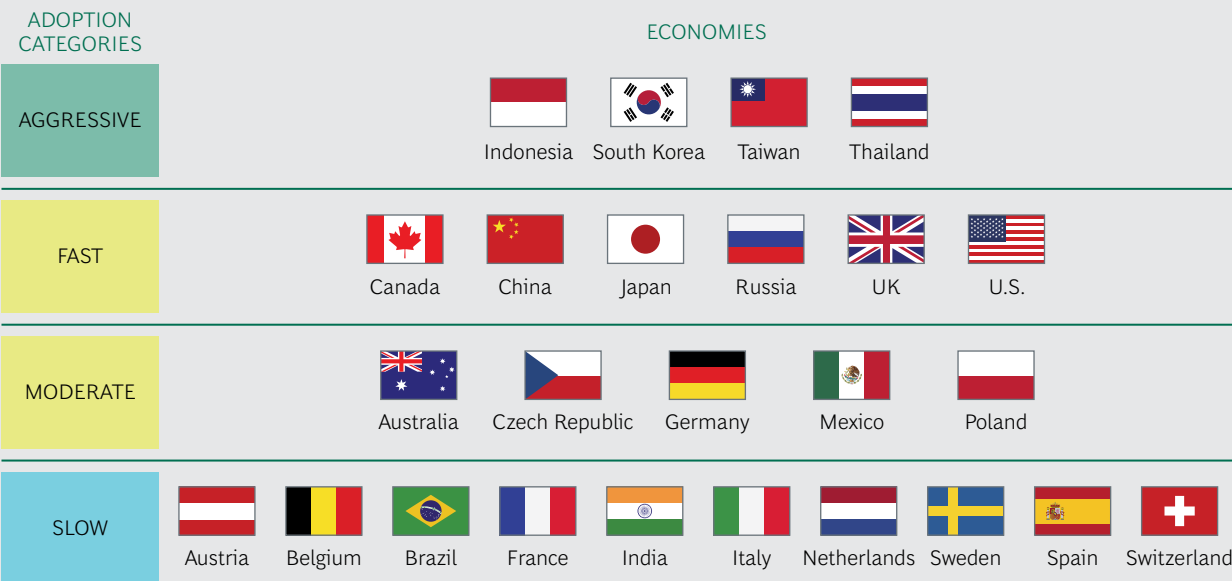 ADOPTION
CATEGORIES
ECONOMIES
AGGRESSIVE
Indonesia South Korea Taiwan Thailand
FAST
Canada China Japan Russia UK U.S.
MODERATE
Australia Czech Republic Germany Mexico Poland
SLOW
Austria Belgium Brazil France India Italy Netherlands Sweden Spain Switzerland